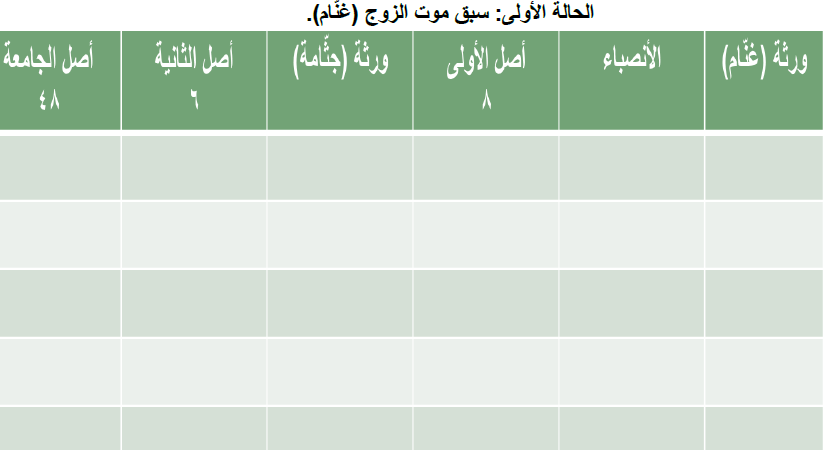 الحالة الأولى: سبق موت الزوج (غنّام).
ورثة (غنّام) الأنصباء أصل الأولى ٨ ورثة (جثّامة) أصل الثانية ٦ أصل الجامعة ٤٨